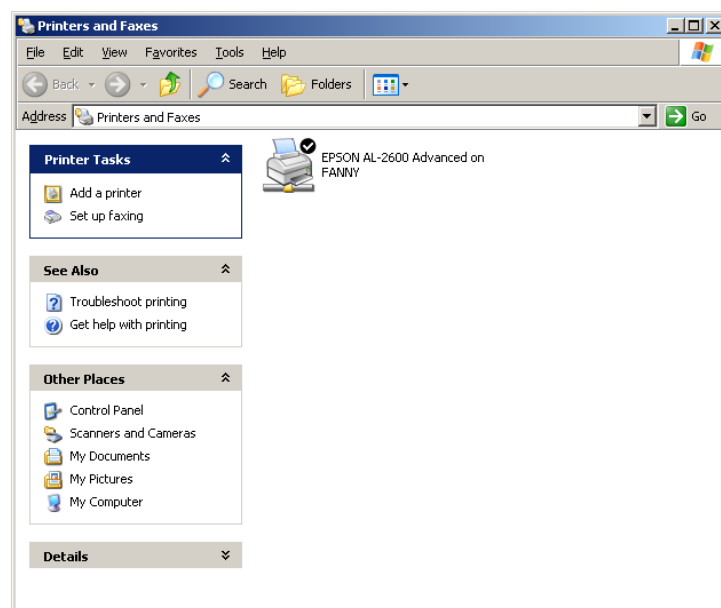 Printers and Faxes
File Edit View Favorites Tools Help
Back Search Folders
Address Printers and Faxes Go
Printer Tasks
Add a printer
Set up faxing
See Also
Troubleshoot printing
Get help with printing
Other Places
Control Panel
Scanners and Cameras
My Documents
My Pictures
My Computer
Details
EPSON AL-2600 Advanced on
FANNY